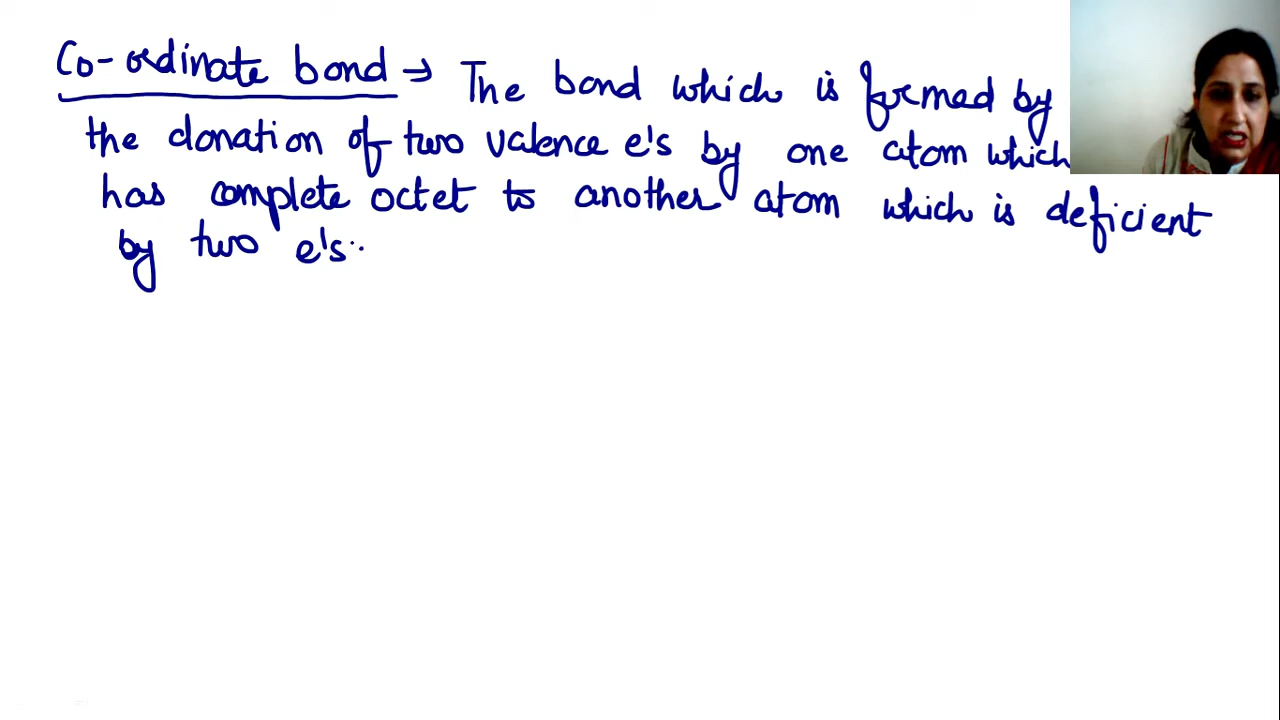 Co-ordinate bond → The bond which is formed by
the donation of two valence e's by one atom which
has complete octet to another atom which is deficient
by two e's.